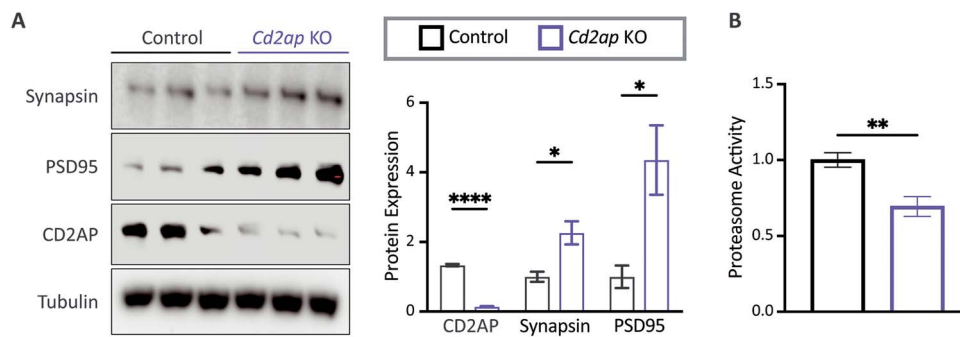 A
Control
Cd2ap KO
Synapsin
PSD95
CD2AP
Tubulin
Control
Cd2ap KO
Protein Expression
6
4
2
0
****
*
*
CD2AP
Synapsin
PSD95
B
Proteasome Activity
1.5
1.0
0.5
0.0
**